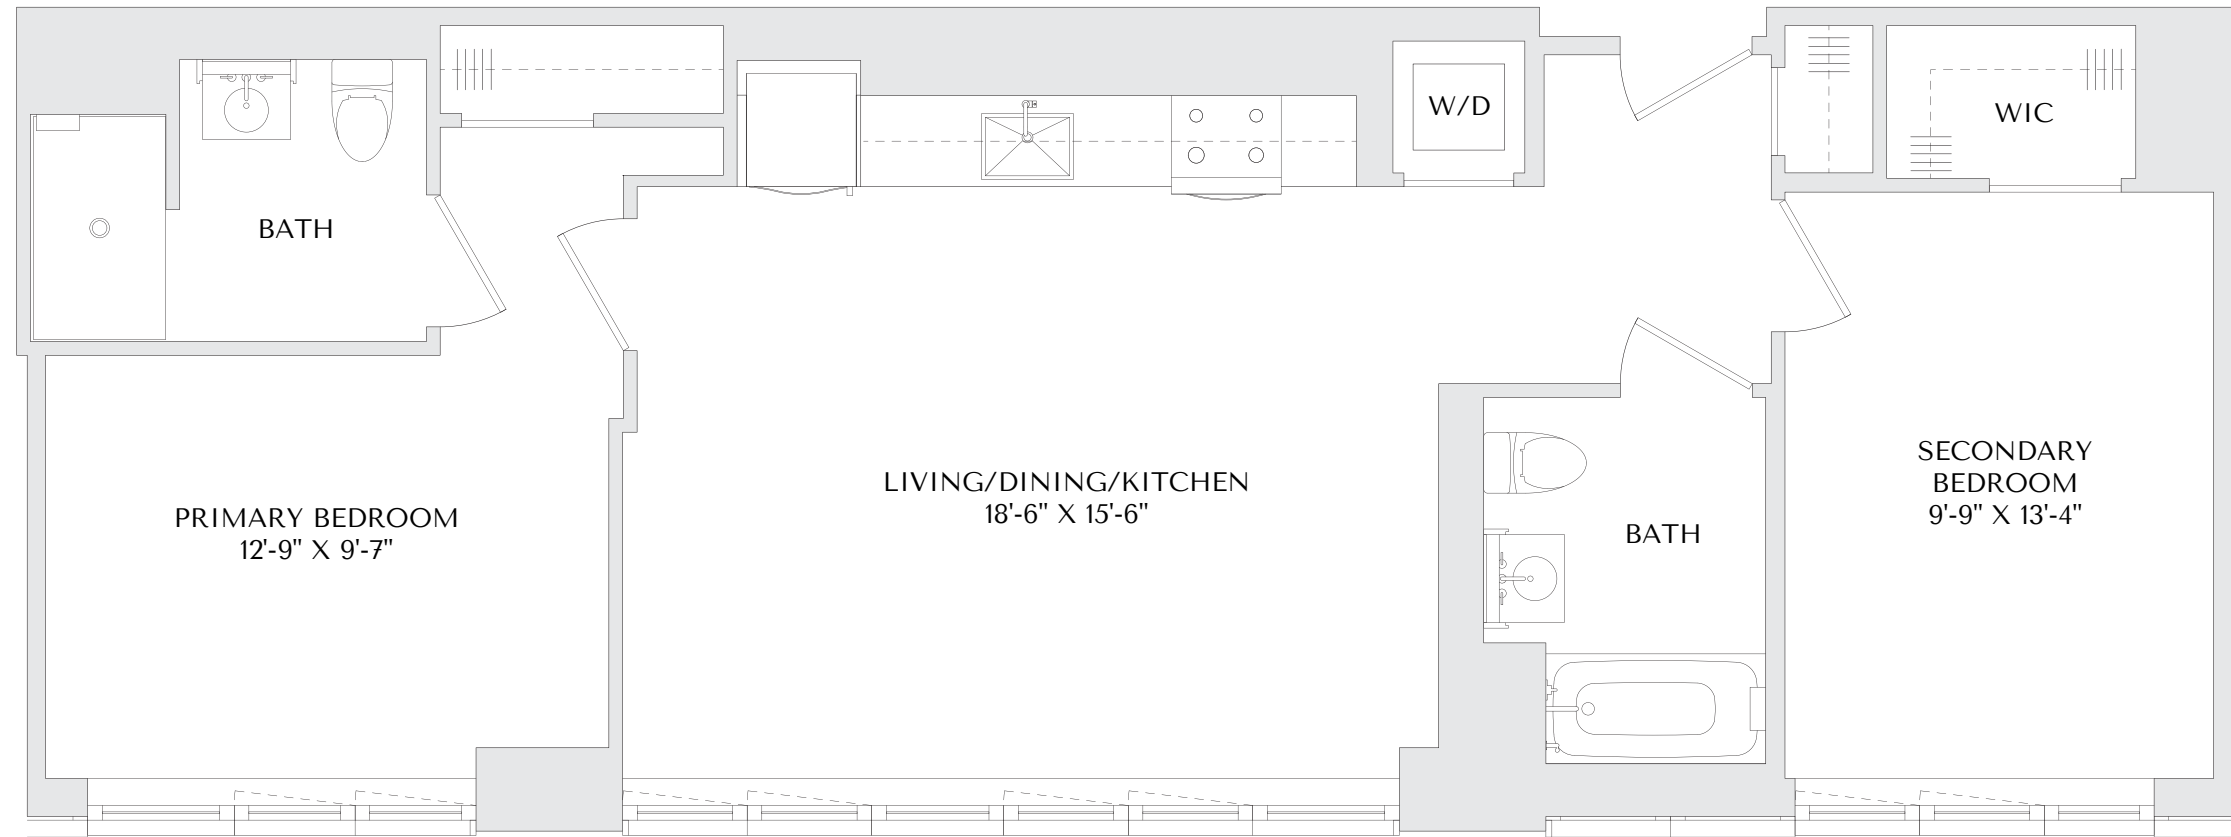 W/D
WIC
BATH
PRIMARY BEDROOM
12'-9" X 9'-7"
LIVING/DINING/KITCHEN
18'-6" X 15'-6"
BATH
SECONDARY
BEDROOM
9'-9" X 13'-4"